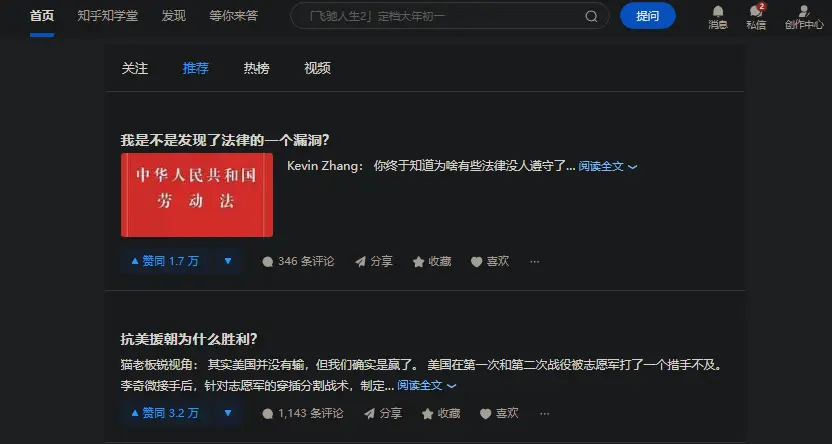 首页 知乎知学堂 发现 等你来答 「飞驰人生2」定档大年初一 提问 消息 2 私信 创作中心
关注 推荐 热榜 视频
我是不是发现了法律的一个漏洞？
中华人民共和国
劳动法
Kevin Zhang： 你终于知道为啥有些法律没人遵守了... 阅读全文
赞同 1.7 万 346 条评论 分享 收藏 喜欢 ···
抗美援朝为什么胜利？
猫老板锐视角： 其实美国并没有输，但我们确实是赢了。 美国在第一次和第二次战役被志愿军打了一个措手不及。
李奇微接手后，针对志愿军的穿插分割战术，制定... 阅读全文
赞同 3.2 万 1,143 条评论 分享 收藏 喜欢 ···